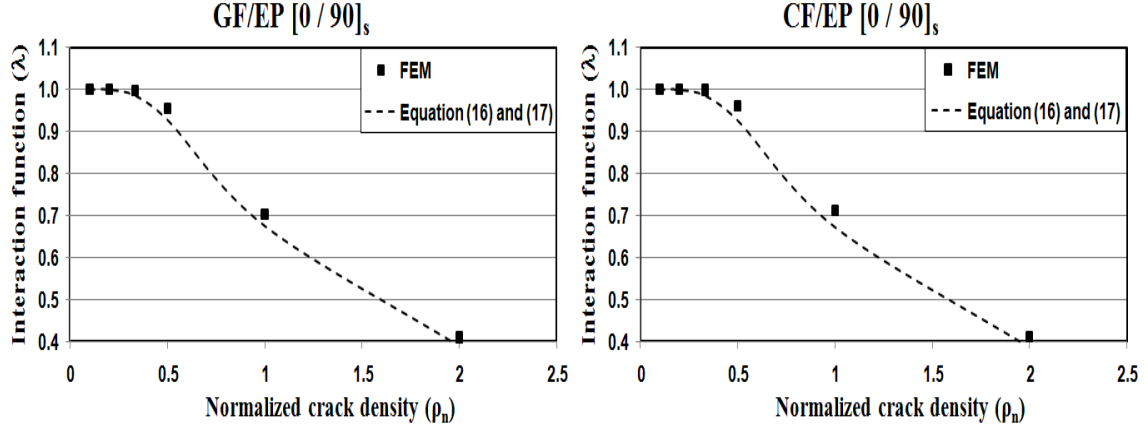 GF/EP [0 / 90]s
Interaction function (λ)
1.1
1.0
0.9
0.8
0.7
0.6
0.5
0.4
FEM
Equation (16) and (17)
0
0.5
1
1.5
2
2.5
Normalized crack density (ρn)
CF/EP [0 / 90]s
Interaction function (λ)
1.1
1.0
0.9
0.8
0.7
0.6
0.5
0.4
FEM
Equation (16) and (17)
0
0.5
1
1.5
2
2.5
Normalized crack density (ρn)